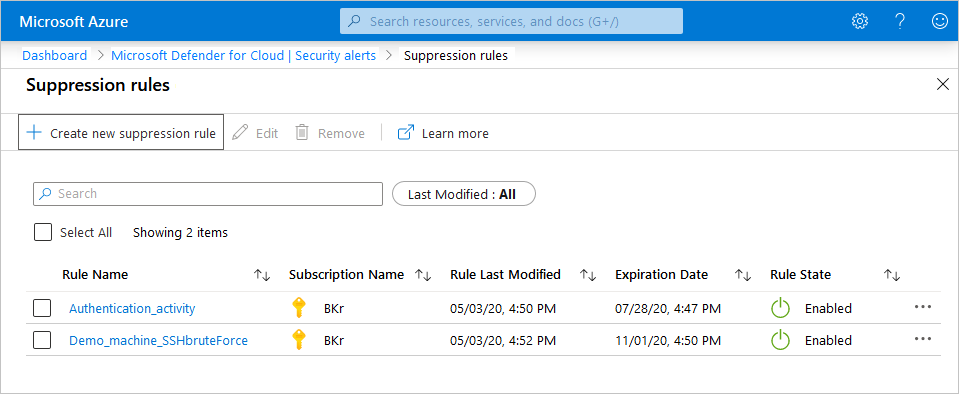 Microsoft Azure
Search resources, services, and docs (G+/)
Dashboard > Microsoft Defender for Cloud | Security alerts > Suppression rules
Suppression rules
Create new suppression rule Edit Remove Learn more
Search Last Modified : All
Select All Showing 2 items
Rule Name Subscription Name Rule Last Modified Expiration Date Rule State
Authentication_activity BKr 05/03/20, 4:50 PM 07/28/20, 4:47 PM Enabled
Demo_machine_SSHbruteForce BKr 05/03/20, 4:52 PM 11/01/20, 4:50 PM Enabled